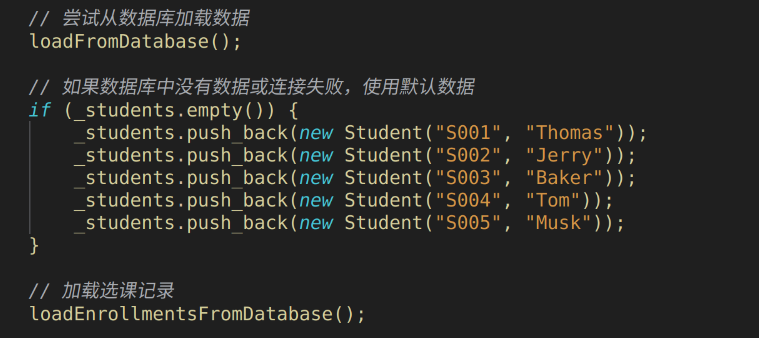 // 尝试从数据库加载数据
loadFromDatabase();
// 如果数据库中没有数据或连接失败，使用默认数据
if (_students.empty()) {
_students.push_back(new Student("S001", "Thomas"));
_students.push_back(new Student("S002", "Jerry"));
_students.push_back(new Student("S003", "Baker"));
_students.push_back(new Student("S004", "Tom"));
_students.push_back(new Student("S005", "Musk"));
}
// 加载选课记录
loadEnrollmentsFromDatabase();